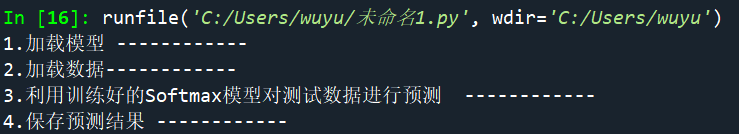 In [16]: runfile('C:/Users/wuyu/未命名1.py', wdir='C:/Users/wuyu')
1.加载模型 ------------
2.加载数据------------
3.利用训练好的Softmax模型对测试数据进行预测  ------------
4.保存预测结果 ------------